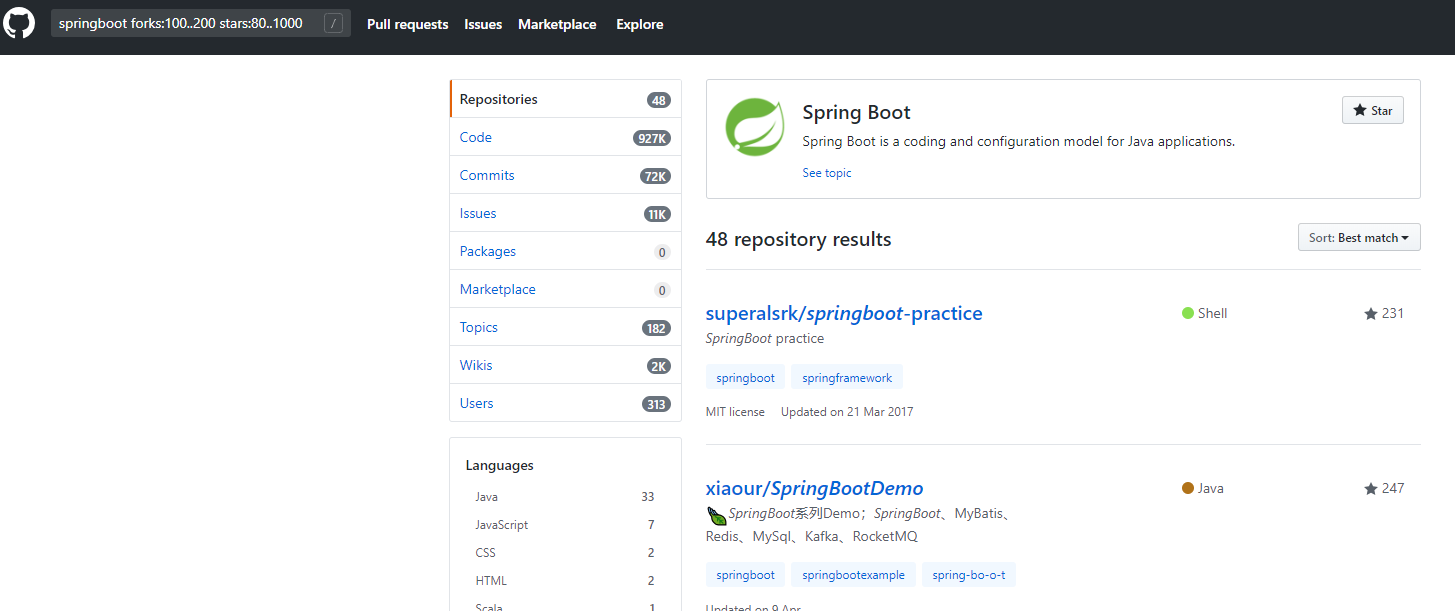 springboot forks:100..200 stars:80..1000 / Pull requests Issues Marketplace Explore
Repositories 48
Code 927K
Commits 72K
Issues 11K
Packages 0
Marketplace 0
Topics 182
Wikis 2K
Users 313
Languages
Java 33
JavaScript 7
CSS 2
HTML 2
Scala 1
Spring Boot
Star
Spring Boot is a coding and configuration model for Java applications.
See topic
48 repository results
Sort: Best match
superalsrk/springboot-practice
Shell
231
SpringBoot practice
springboot springframework
MIT license Updated on 21 Mar 2017
xiaour/SpringBootDemo
Java
247
SpringBoot系列Demo；SpringBoot、MyBatis、
Redis、MySql、Kafka、RocketMQ
springboot springbootexample spring-bo-o-t
Updated on 9 Apr